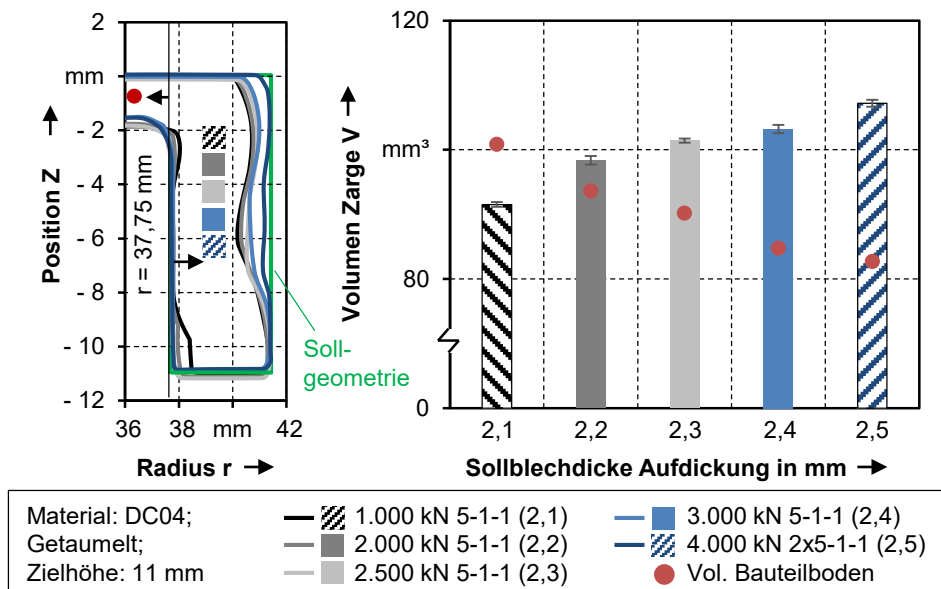 2
mm
- 2
- 4
- 6
- 8
- 10
- 12
Position Z
r = 37,75 mm
36
38
mm
42
Radius r
Soll-
geometrie
120
mm³
80
0
Volumen Zarge V
2,1
2,2
2,3
2,4
2,5
Sollblechdicke Aufdickung in mm
Material: DC04;
Getaumelt;
Zielhöhe: 11 mm
1.000 kN 5-1-1 (2,1)
2.000 kN 5-1-1 (2,2)
2.500 kN 5-1-1 (2,3)
3.000 kN 5-1-1 (2,4)
4.000 kN 2x5-1-1 (2,5)
Vol. Bauteilboden